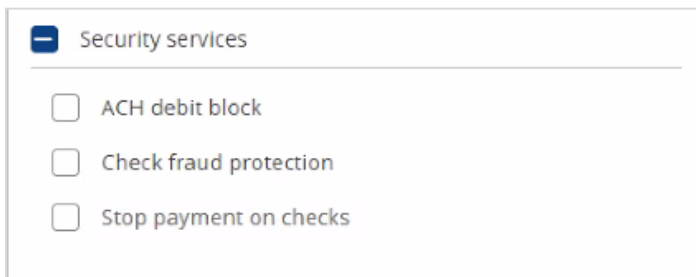 Security services
ACH debit block
Check fraud protection
Stop payment on checks